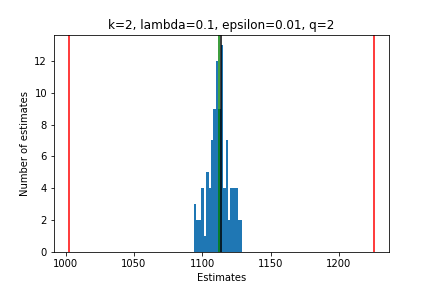 k=2, lambda=0.1, epsilon=0.01, q=2
Number of estimates
12
10
8
6
4
2
0
1000 1050 1100 1150 1200
Estimates